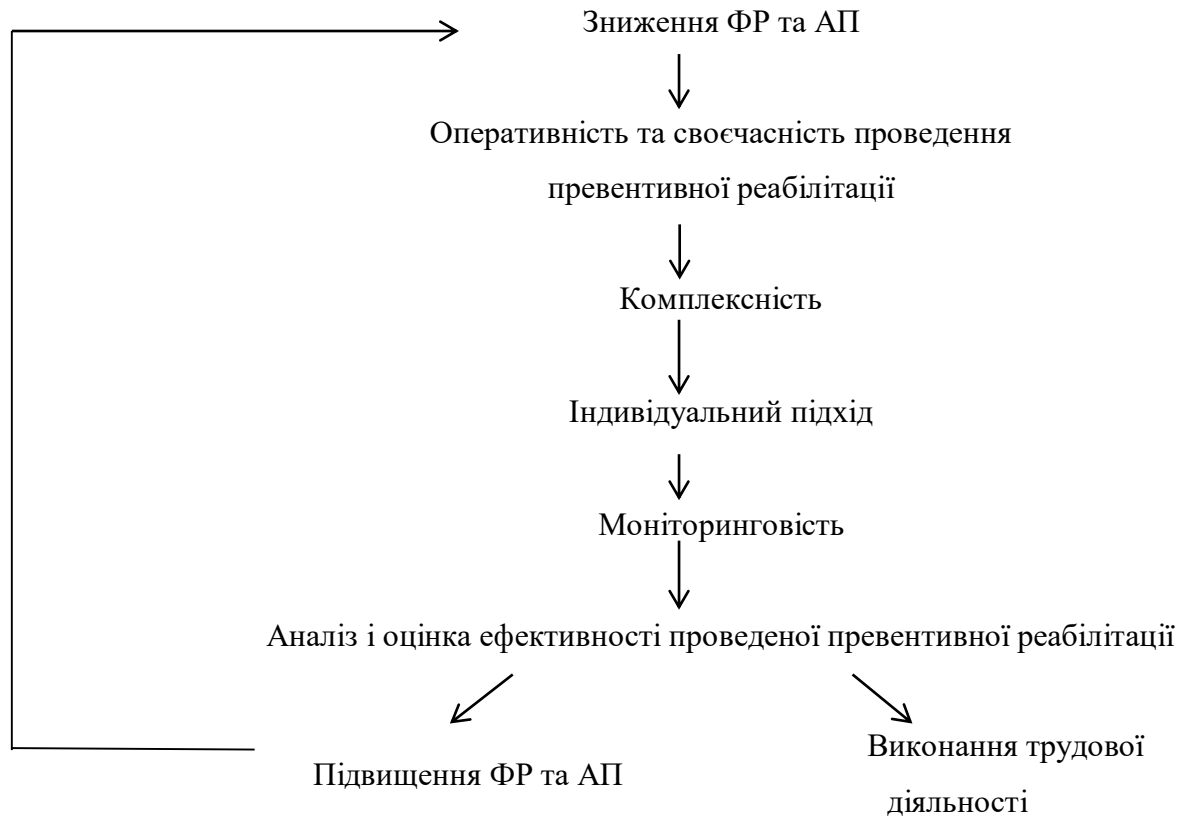 Зниження ФР та АП
Оперативність та своєчасність проведення
превентивної реабілітації
Комплексність
Індивідуальний підхід
Моніторинговість
Аналіз і оцінка ефективності проведеної превентивної реабілітації
Підвищення ФР та АП
Виконання трудової
діяльності